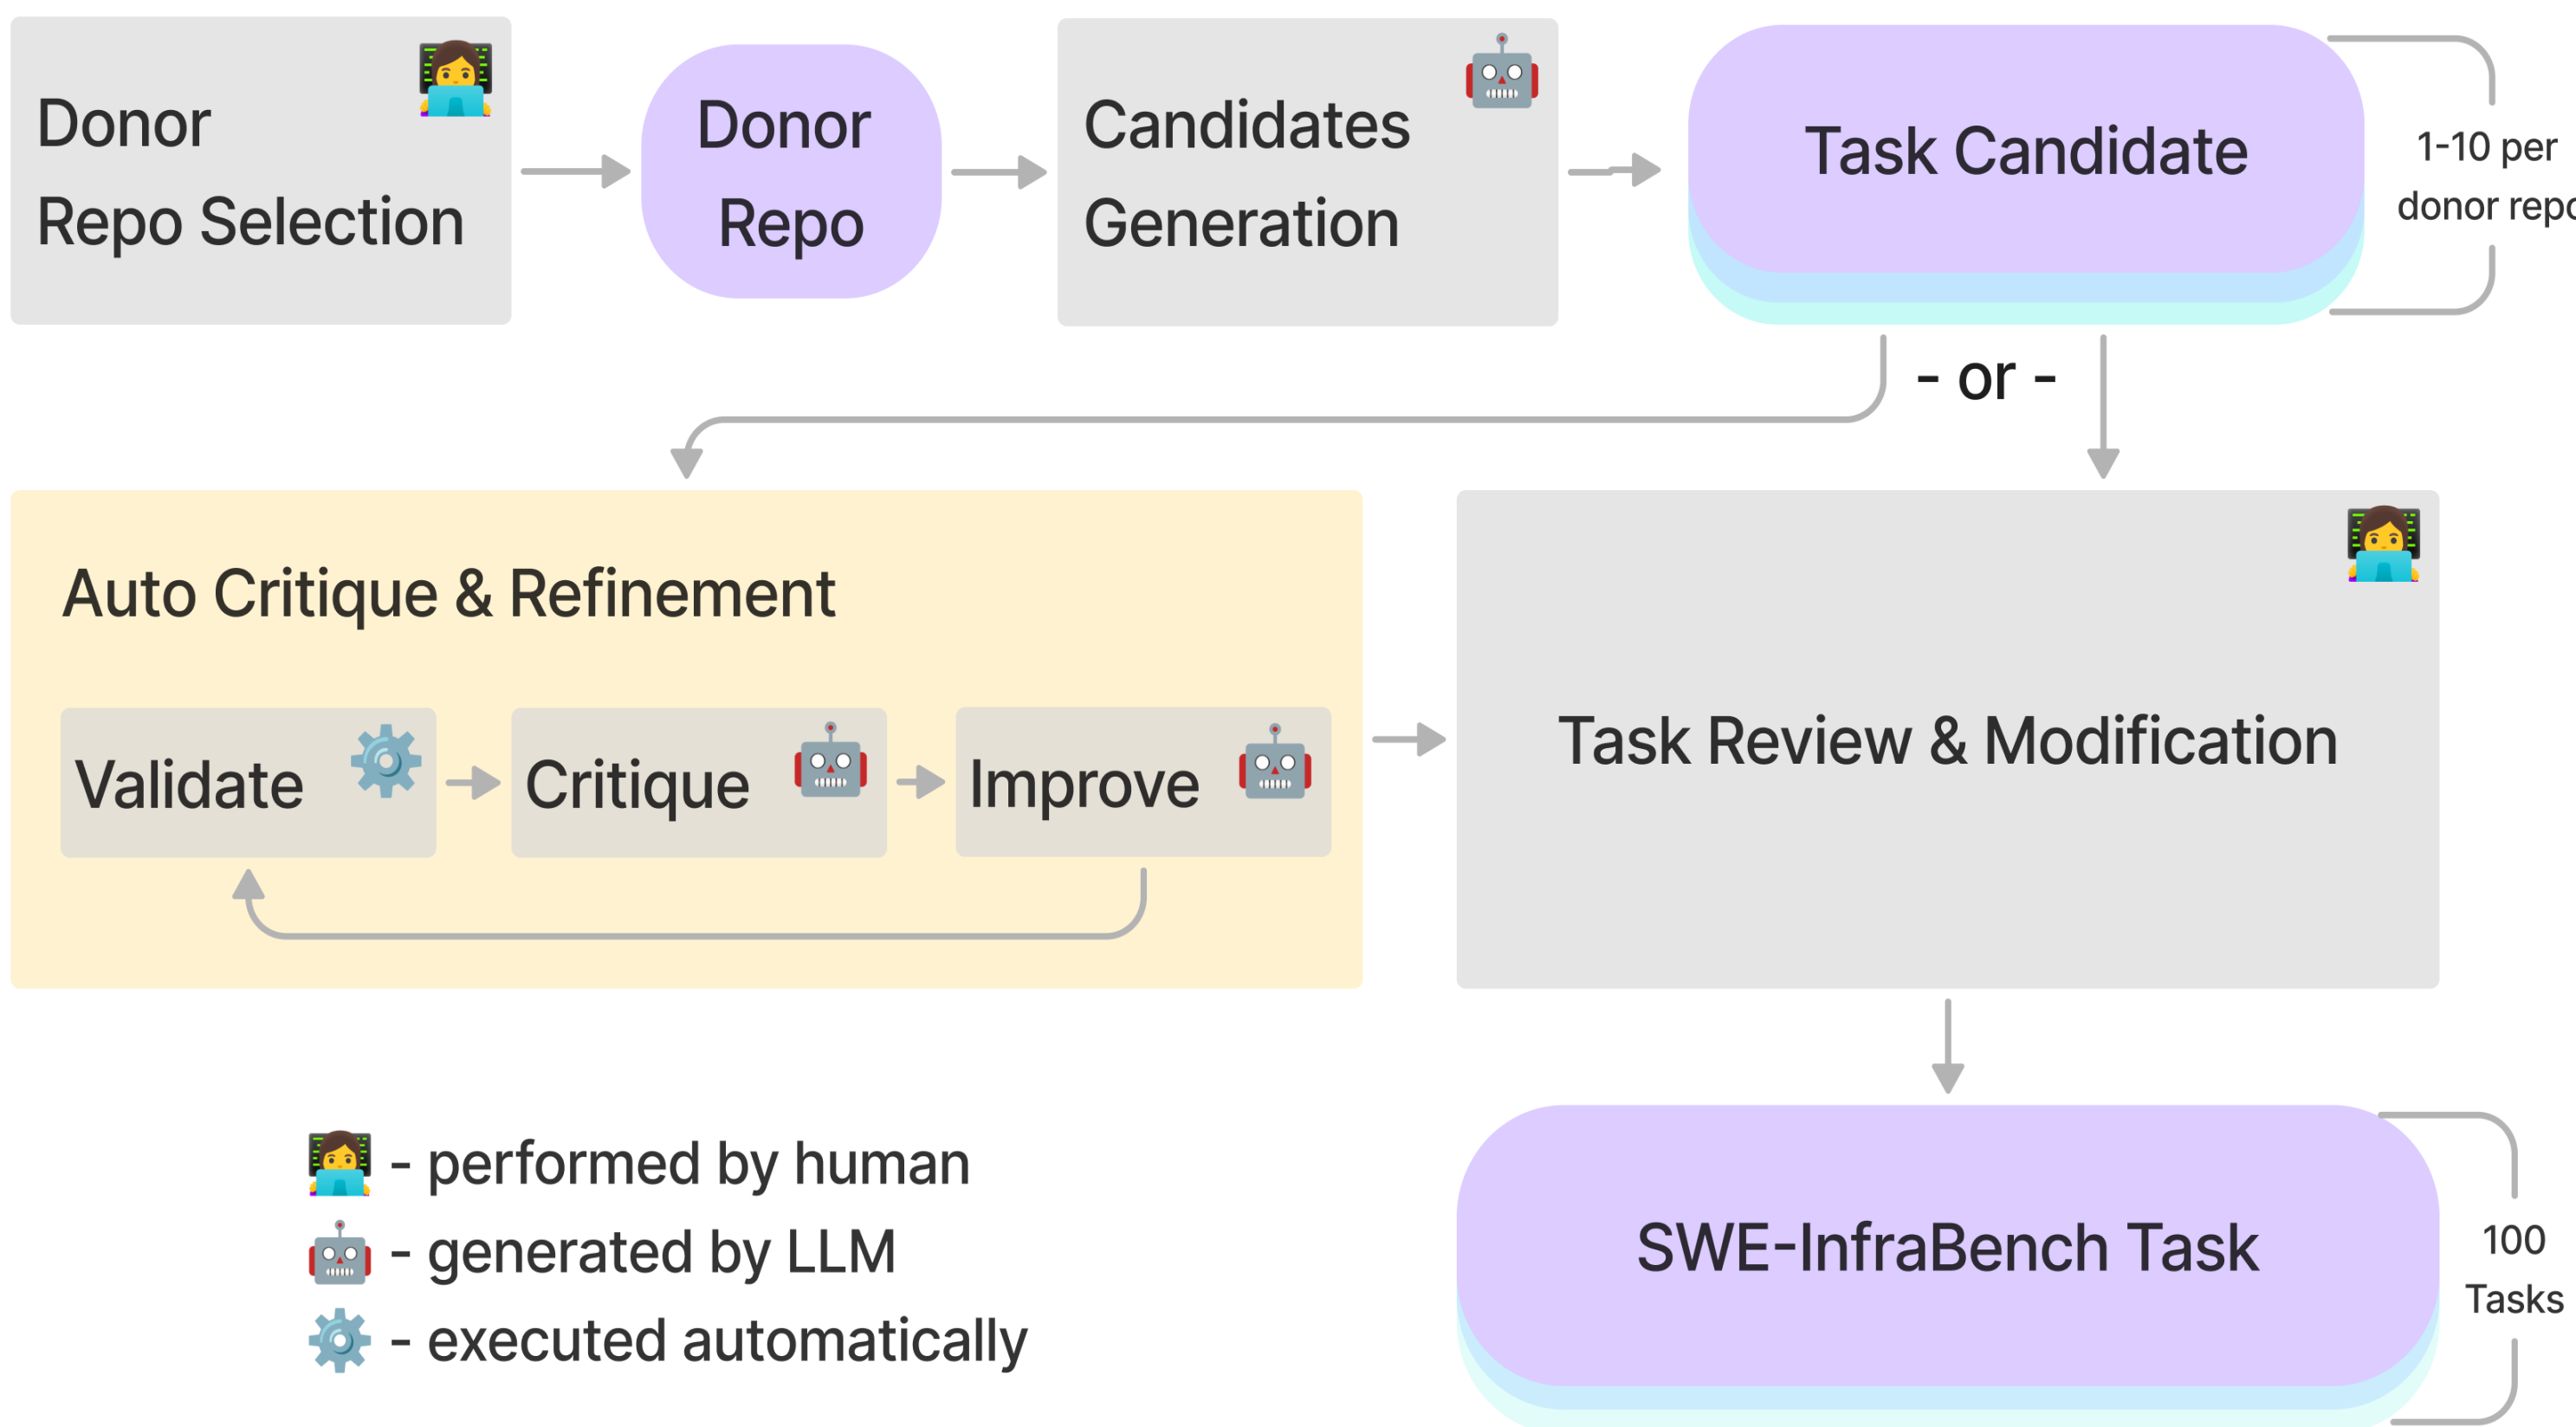 Donor
Repo Selection
Donor
Repo
Candidates
Generation
Task Candidate
1-10 per
donor repo
- or -
Auto Critique & Refinement
Validate
Critique
Improve
Task Review & Modification
- performed by human
- generated by LLM
- executed automatically
SWE-InfraBench Task
100
Tasks